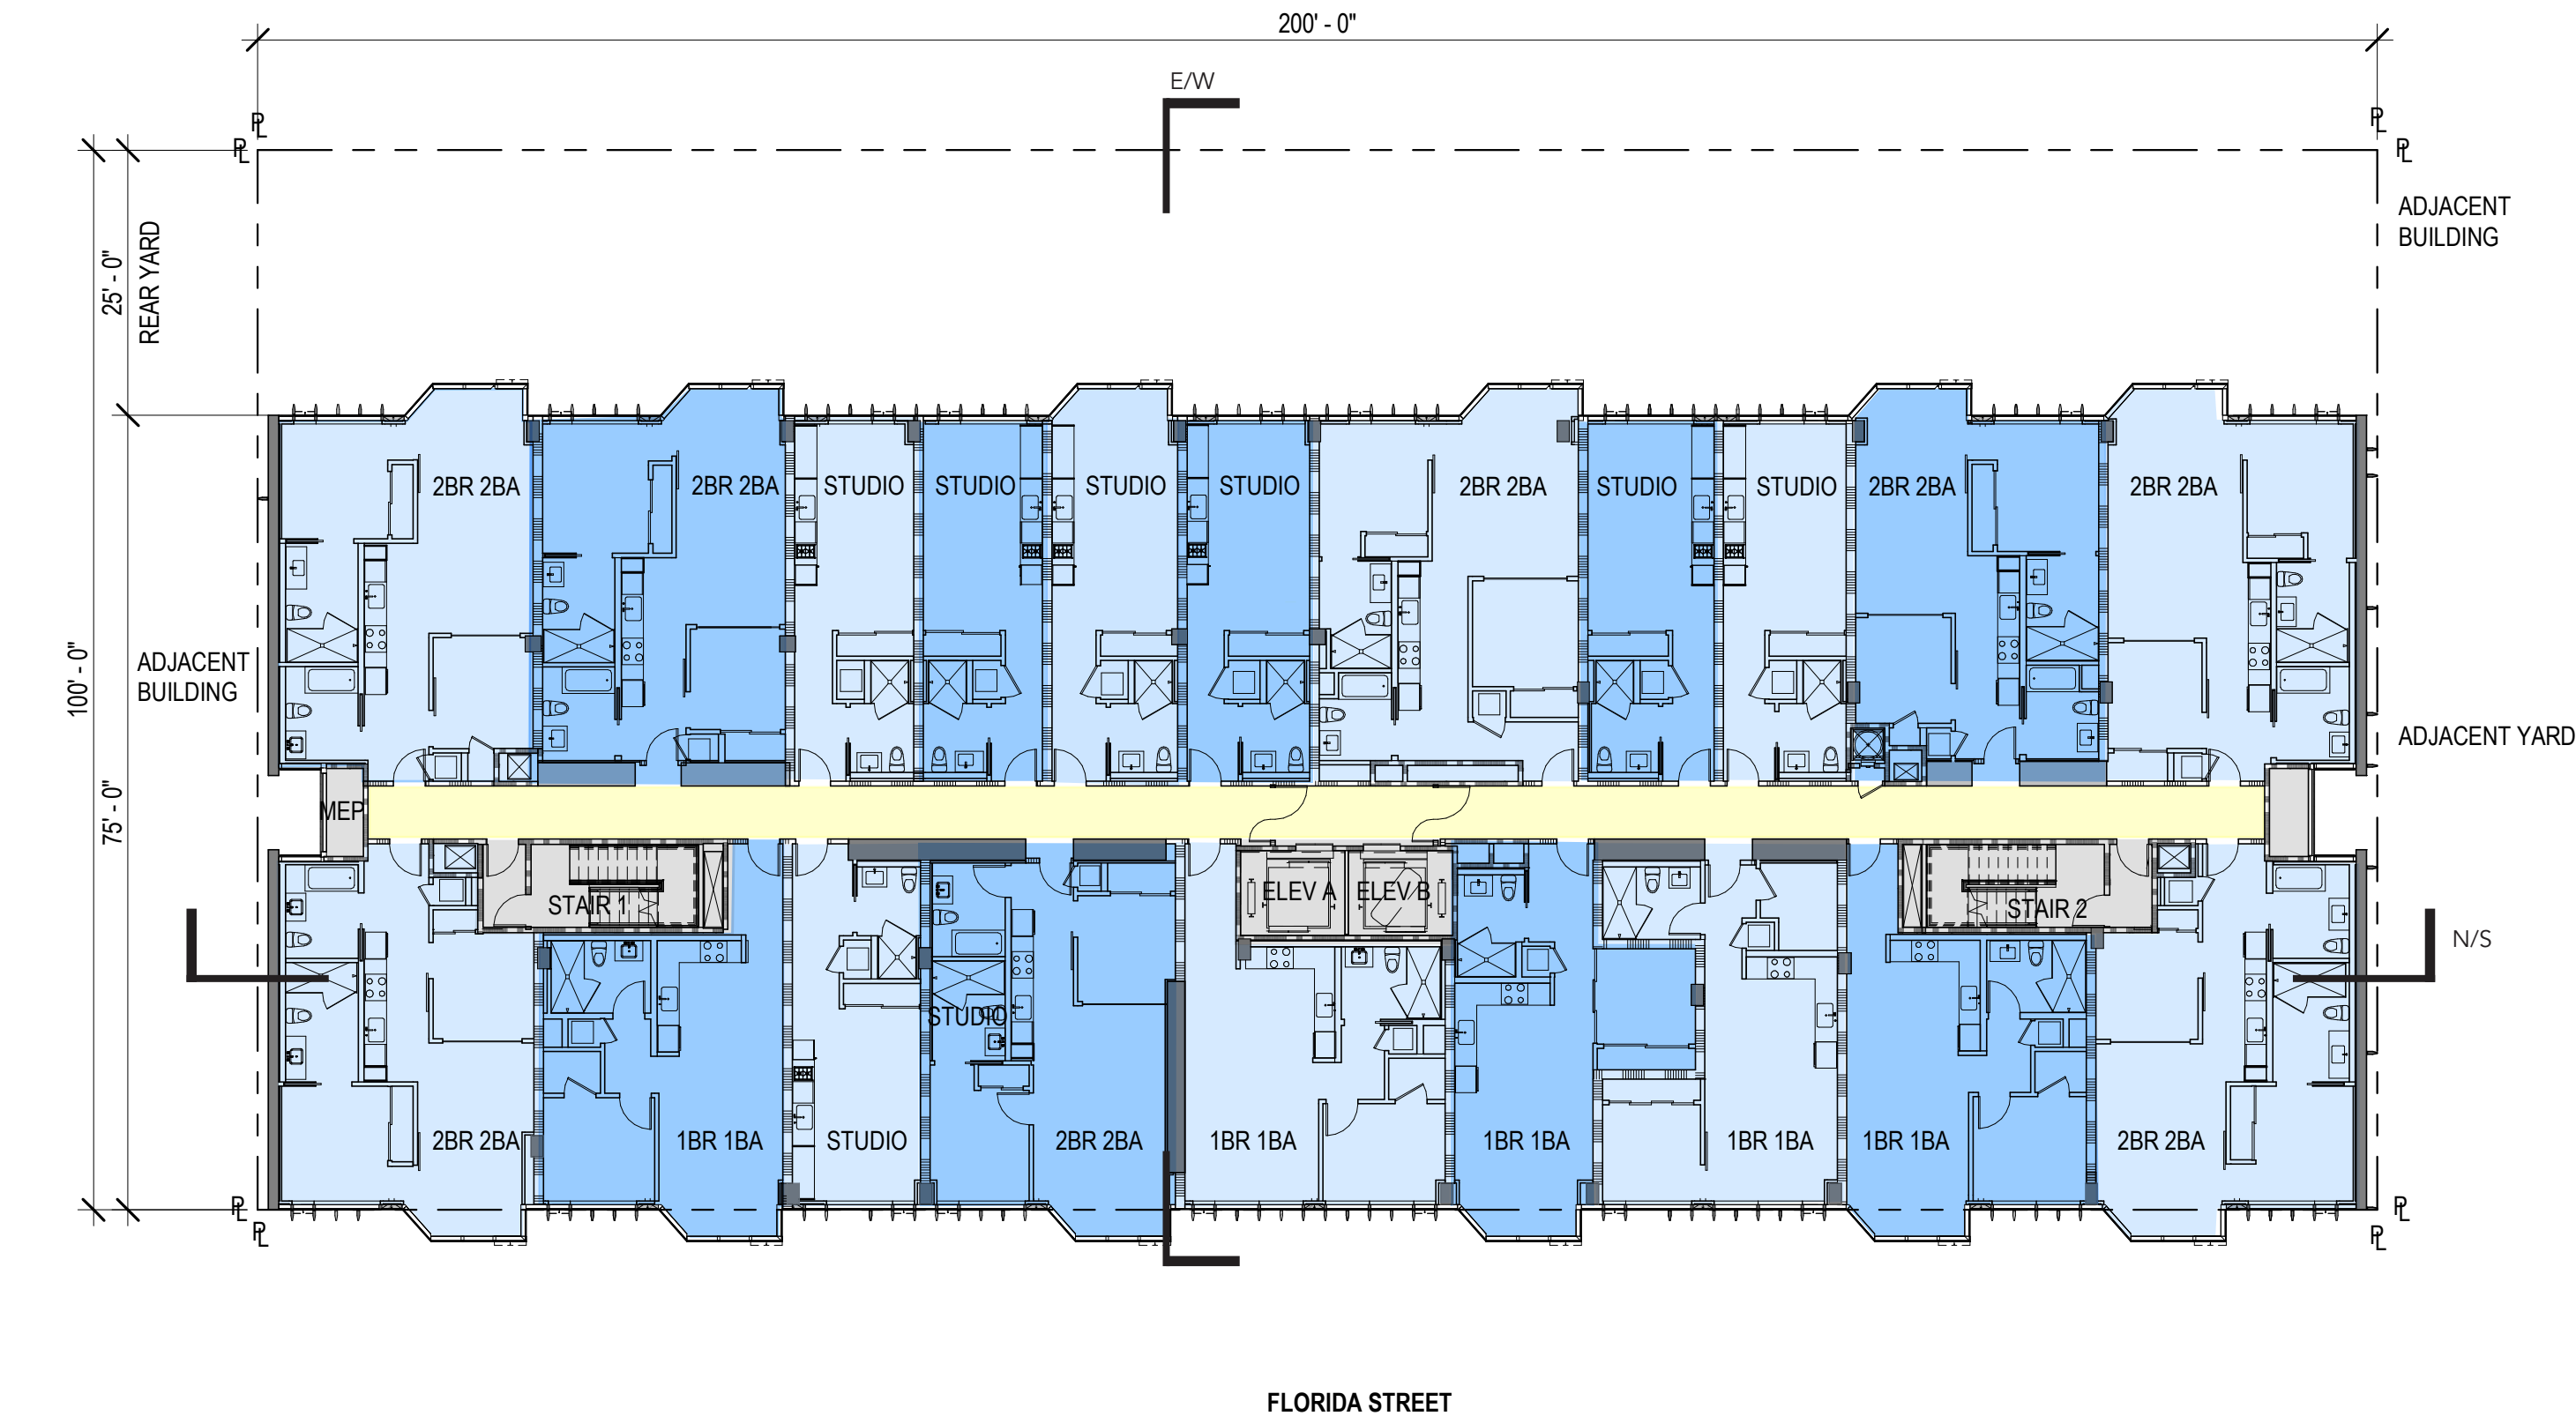 200' - 0"
E/W
PL
PL
PL
PL
ADJACENT
BUILDING
25' - 0"
REAR YARD
2BR 2BA
2BR 2BA
STUDIO
STUDIO
STUDIO
STUDIO
2BR 2BA
STUDIO
STUDIO
2BR 2BA
2BR 2BA
100' - 0"
ADJACENT
BUILDING
ADJACENT YARD
75' - 0"
MEP
STAIR 1
ELEV A
ELEV B
STAIR 2
N/S
STUDIO
2BR 2BA
1BR 1BA
STUDIO
2BR 2BA
1BR 1BA
1BR 1BA
1BR 1BA
1BR 1BA
2BR 2BA
PL
PL
PL
PL
FLORIDA STREET